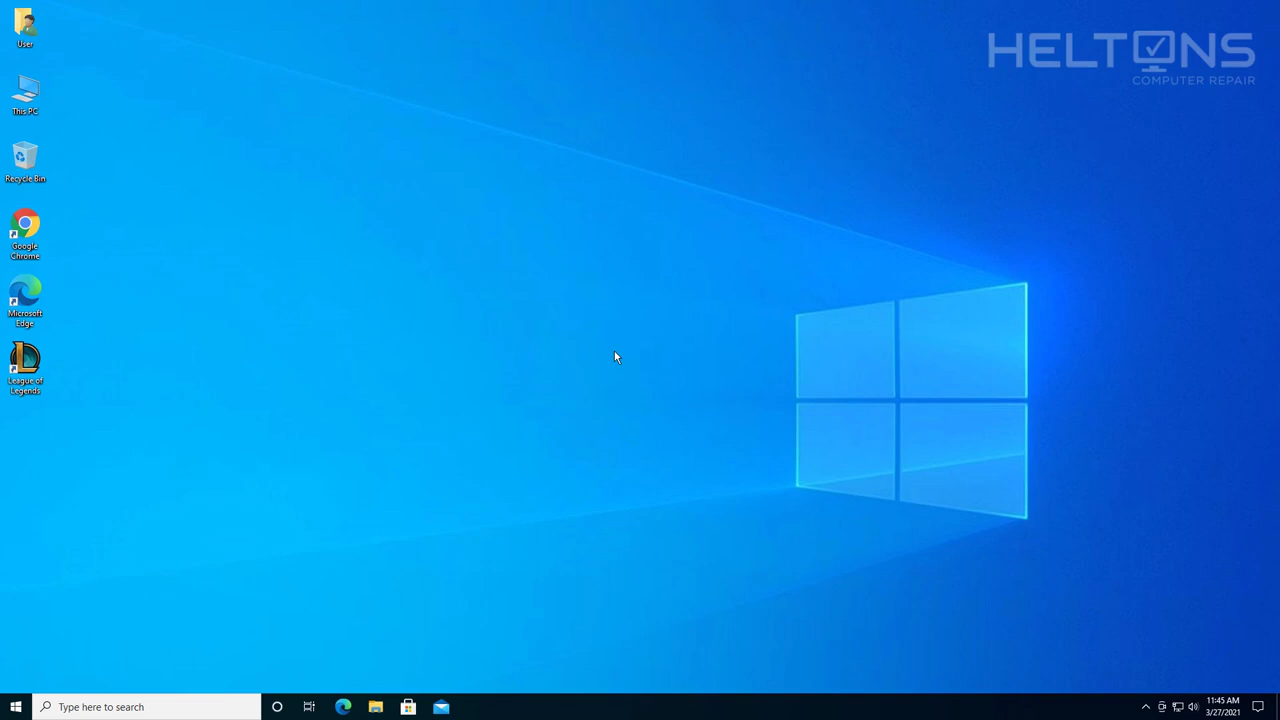 User
This PC
Recycle Bin
Google
Chrome
Microsoft
Edge
League of
Legends
HELTONS
COMPUTER REPAIR
Type here to search
11:45 AM
3/27/2021